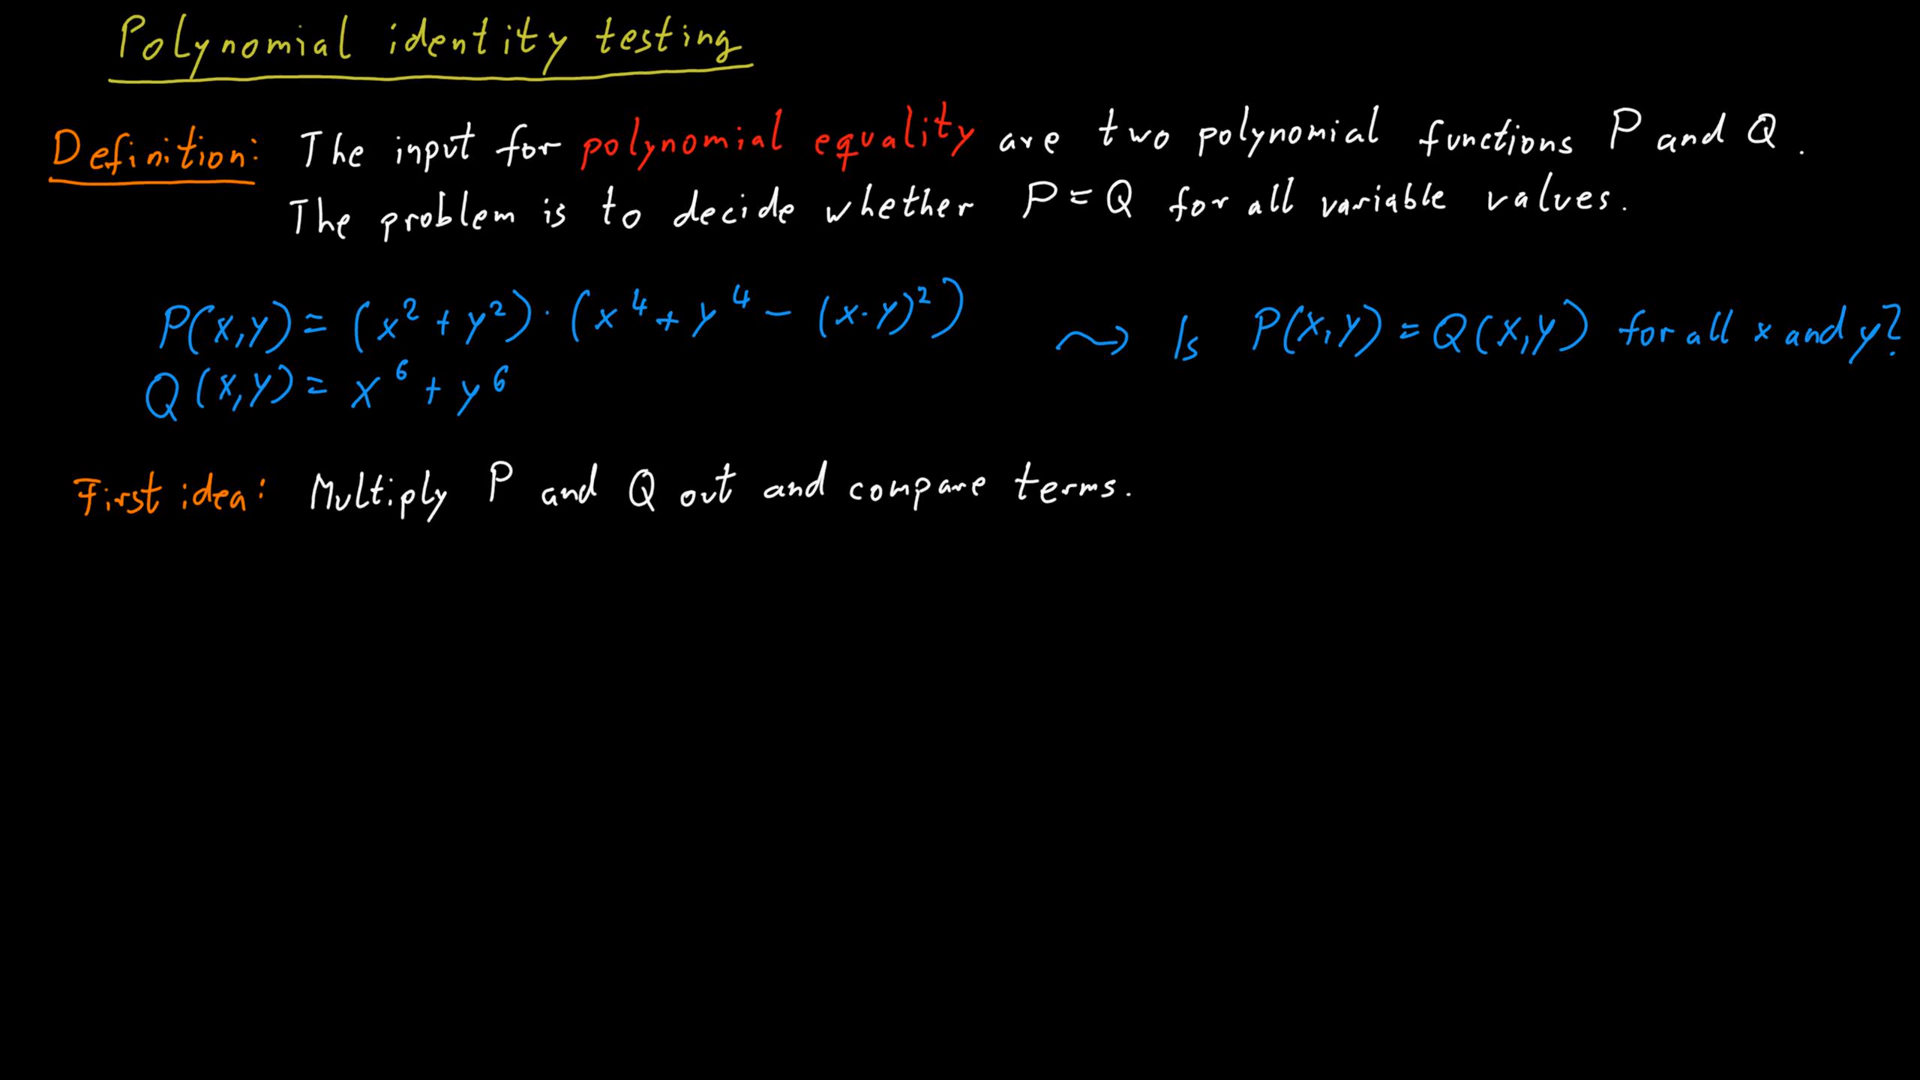 Polynomial identity testing
Definition: The input for polynomial equality are two polynomial functions P and Q.
The problem is to decide whether P = Q for all variable values.
P(x,y) = (x² + y²) · (x⁴ + y⁴ − (x·y)²) ⤳ Is P(x,y) = Q(x,y) for all x and y?
Q(x,y) = x⁶ + y⁶
First idea: Multiply P and Q out and compare terms.